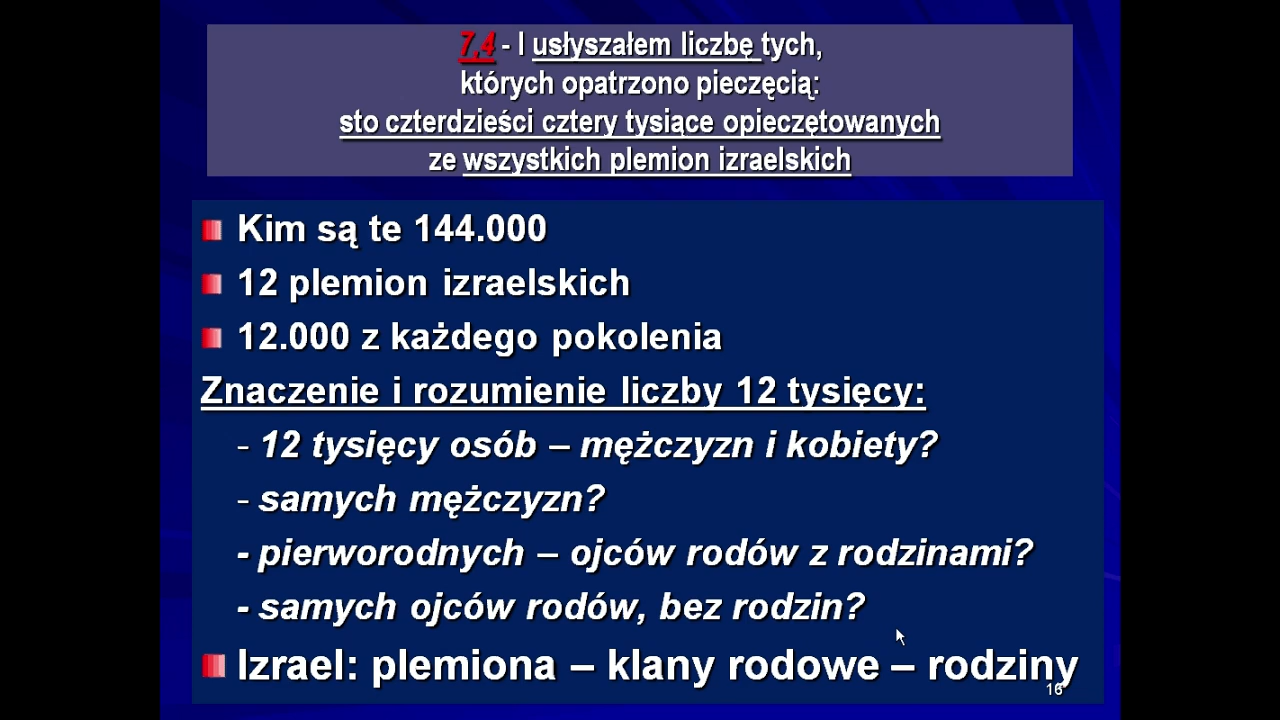 7,4 - I usłyszałem liczbę tych,
których opatrzono pieczęcią:
sto czterdzieści cztery tysiące opieczętowanych
ze wszystkich plemion izraelskich
Kim są te 144.000
12 plemion izraelskich
12.000 z każdego pokolenia
Znaczenie i rozumienie liczby 12 tysięcy:
- 12 tysięcy osób – mężczyzn i kobiety?
- samych mężczyzn?
- pierworodnych – ojców rodów z rodzinami?
- samych ojców rodów, bez rodzin?
Izrael: plemiona – klany rodowe – rodziny
16